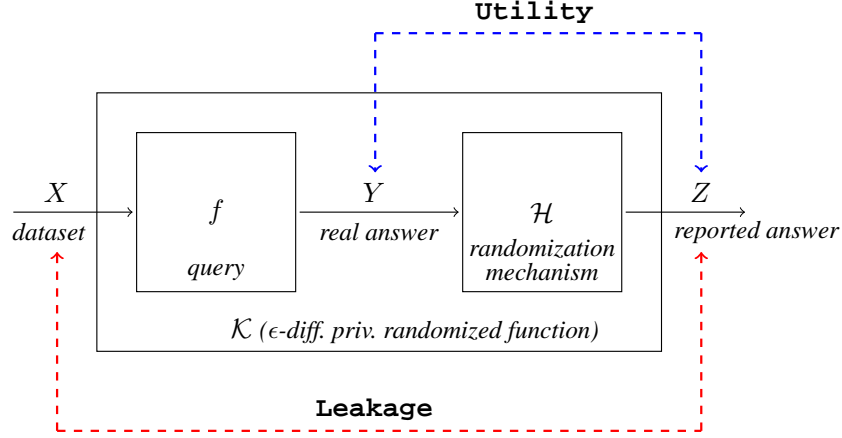 Utility
X
dataset
f
query
Y
real answer
ℋ
randomization
mechanism
Z
reported answer
𝒦 (ϵ-diff. priv. randomized function)
Leakage